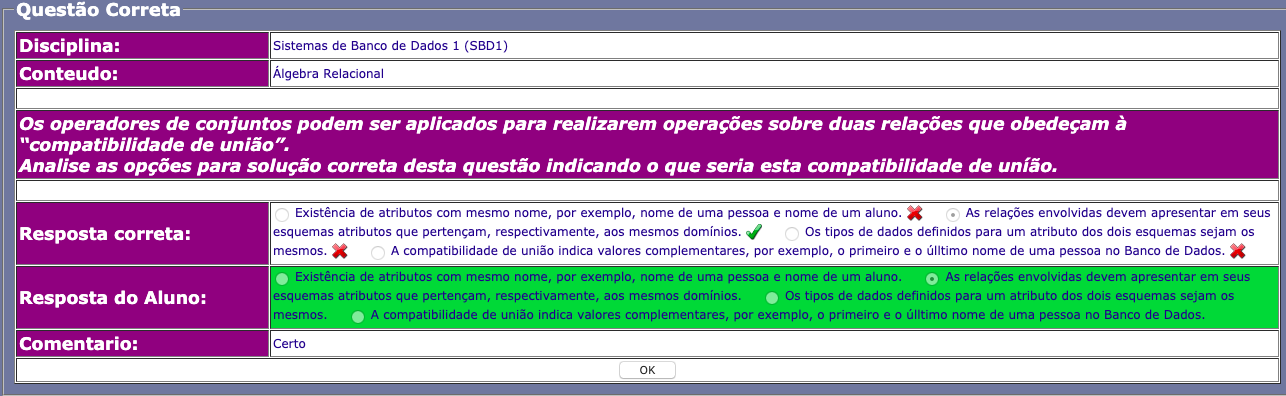 Questão Correta
Disciplina: Sistemas de Banco de Dados 1 (SBD1)
Conteudo: Álgebra Relacional
Os operadores de conjuntos podem ser aplicados para realizarem operações sobre duas relações que obedeçam à
“compatibilidade de união”.
Analise as opções para solução correta desta questão indicando o que seria esta compatibilidade de uníão.
Resposta correta:
Existência de atributos com mesmo nome, por exemplo, nome de uma pessoa e nome de um aluno. As relações envolvidas devem apresentar em seus
esquemas atributos que pertençam, respectivamente, aos mesmos domínios. Os tipos de dados definidos para um atributo dos dois esquemas sejam os
mesmos. A compatibilidade de união indica valores complementares, por exemplo, o primeiro e o úlltimo nome de uma pessoa no Banco de Dados.
Resposta do Aluno:
Existência de atributos com mesmo nome, por exemplo, nome de uma pessoa e nome de um aluno. As relações envolvidas devem apresentar em seus
esquemas atributos que pertençam, respectivamente, aos mesmos domínios. Os tipos de dados definidos para um atributo dos dois esquemas sejam os
mesmos. A compatibilidade de união indica valores complementares, por exemplo, o primeiro e o úlltimo nome de uma pessoa no Banco de Dados.
Comentario: Certo
OK